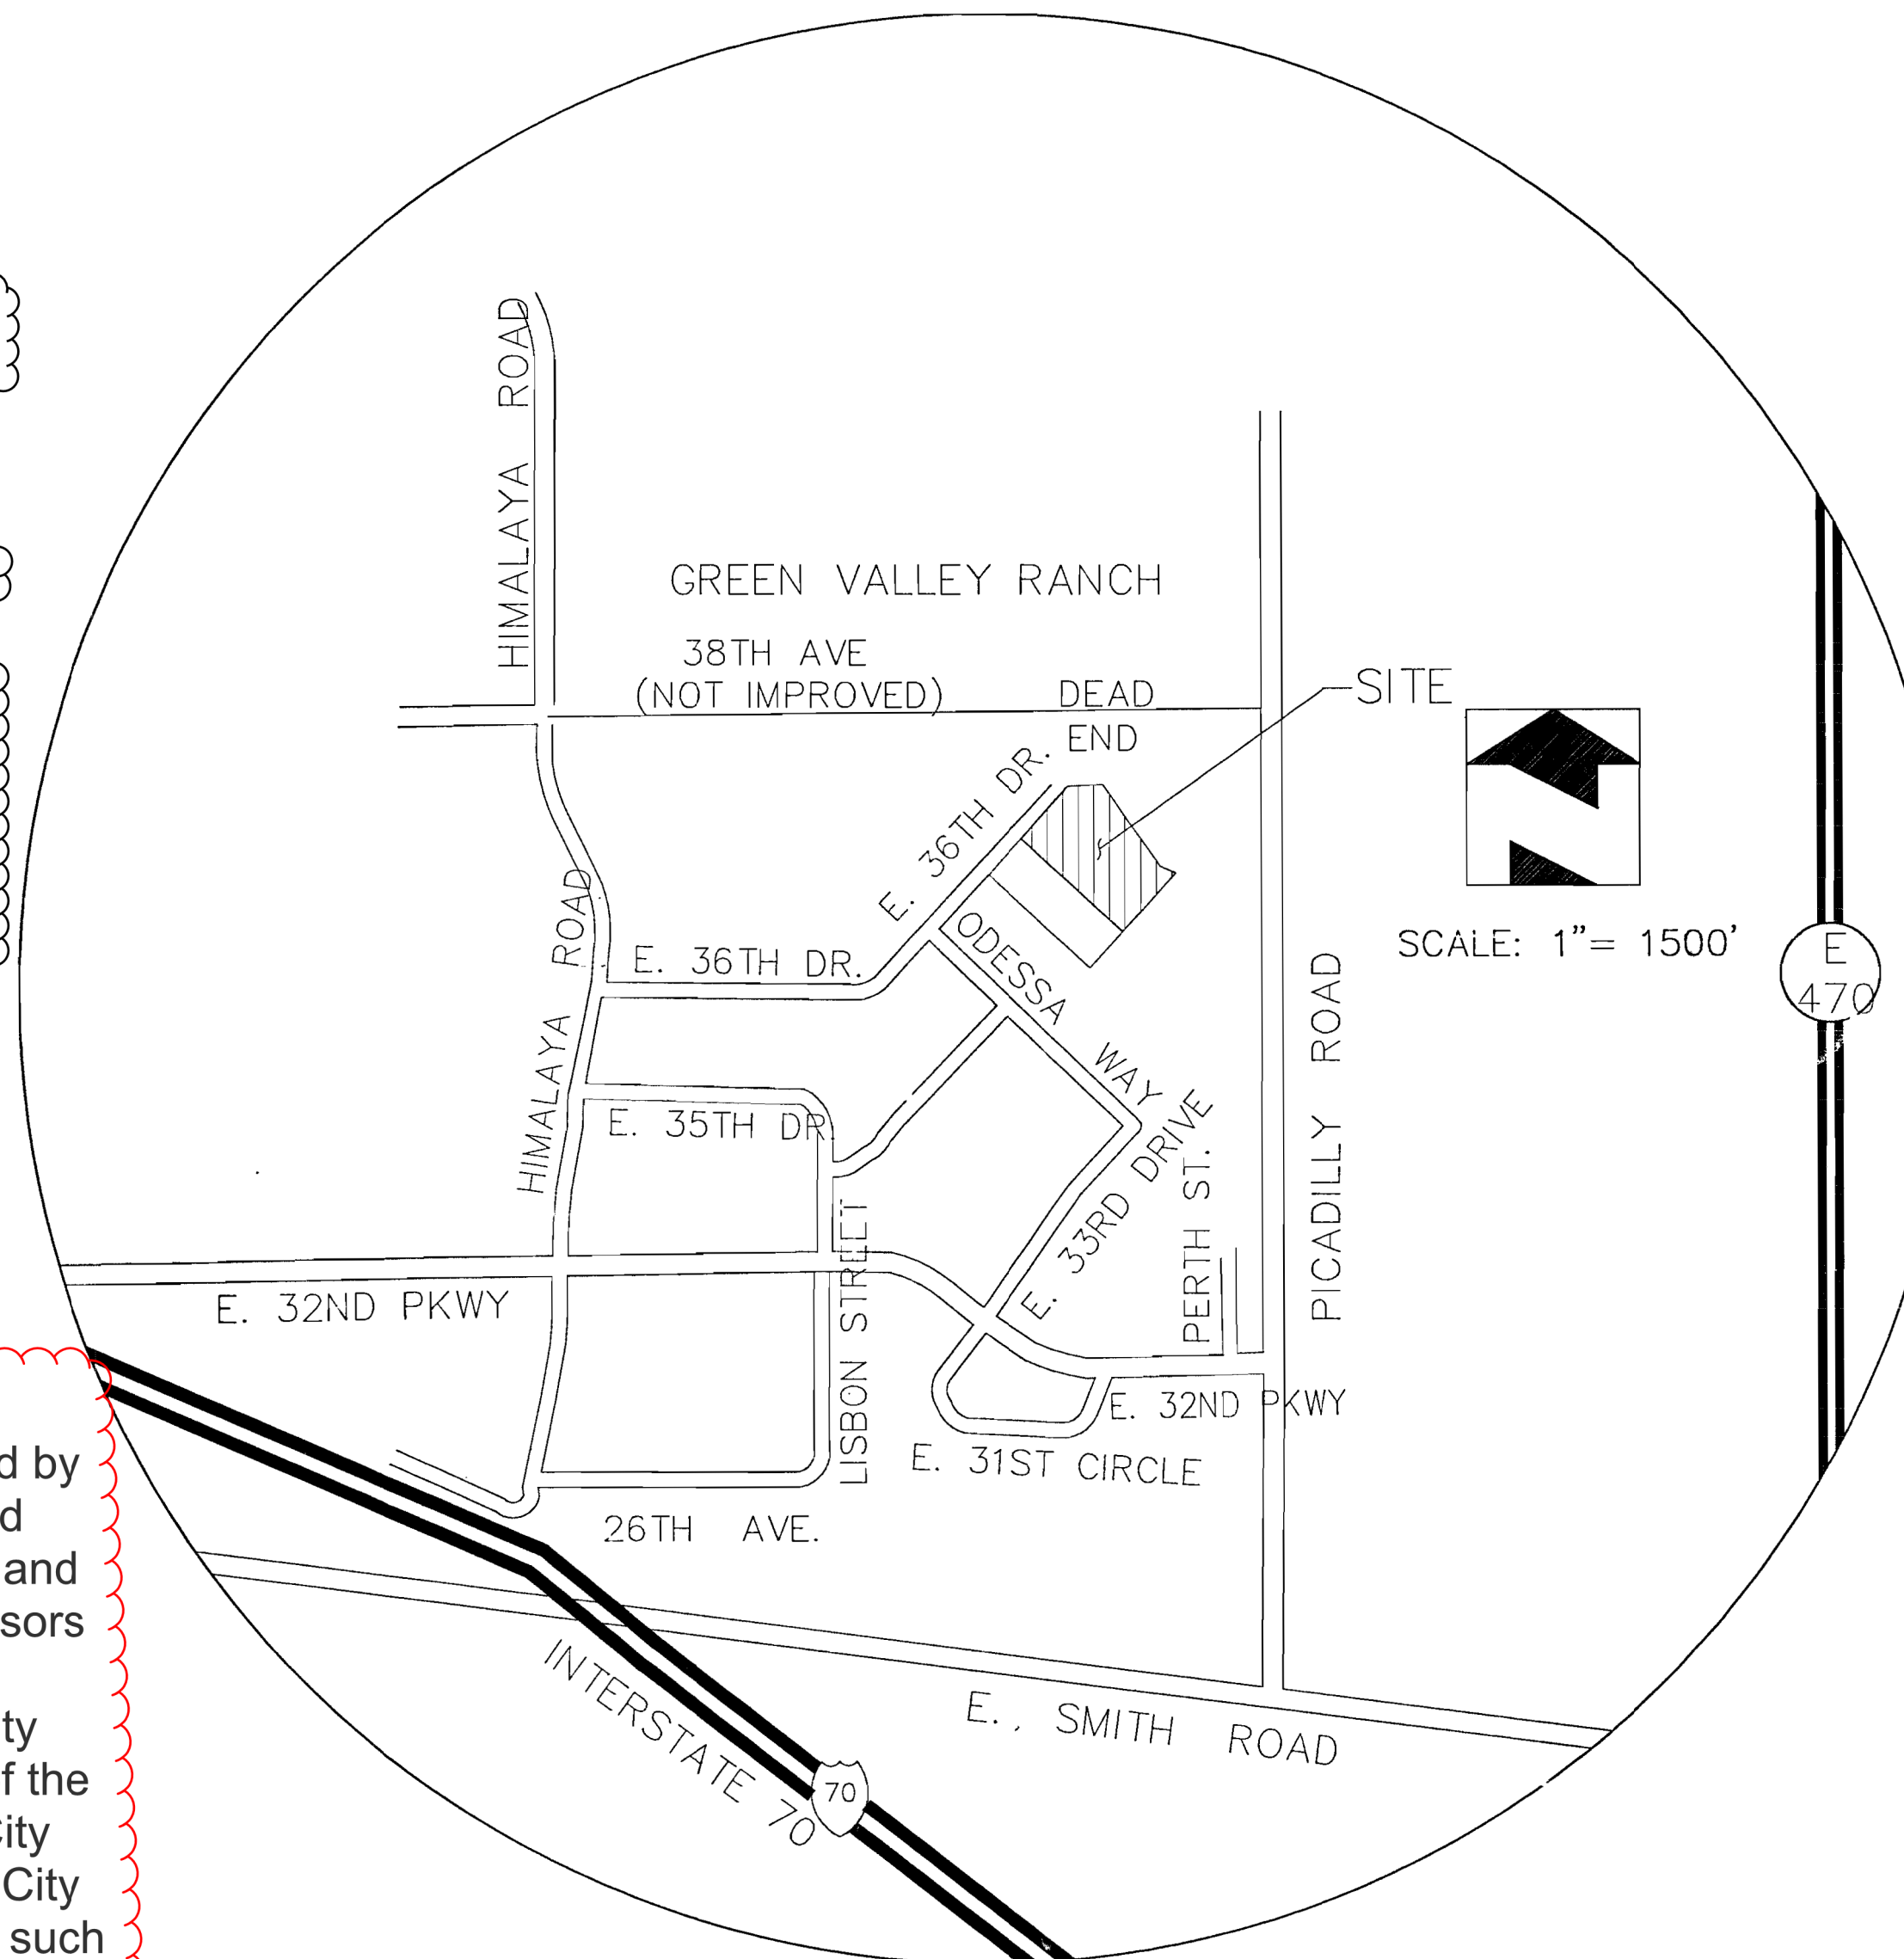 HIMALAYA ROAD
GREEN VALLEY RANCH
38TH AVE
(NOT IMPROVED)
DEAD
END
SITE
E. 36TH DR.
SCALE: 1"= 1500'
E
470
ODESSA WAY
E. 36TH DR.
HIMALAYA ROAD
E. 35TH DR.
E. 33RD DRIVE
PERTH ST.
PICADILLY ROAD
LISBON STREET
E. 32ND PKWY
E. 32ND PKWY
E. 31ST CIRCLE
26TH AVE.
INTERSTATE 70
70
E., SMITH ROAD
d by
d
and
sors
ty
f the
City
City
such